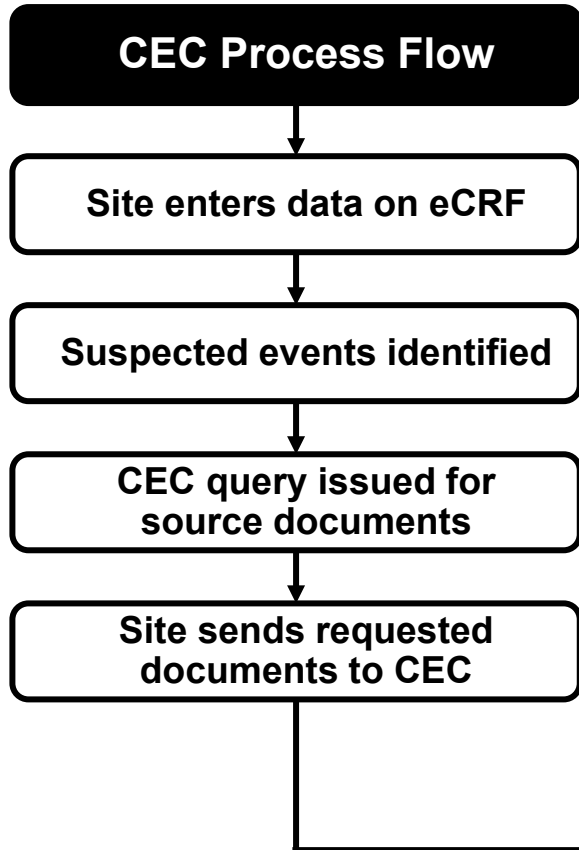 CEC Process Flow
Site enters data on eCRF
Suspected events identified
CEC query issued for
source documents
Site sends requested
documents to CEC